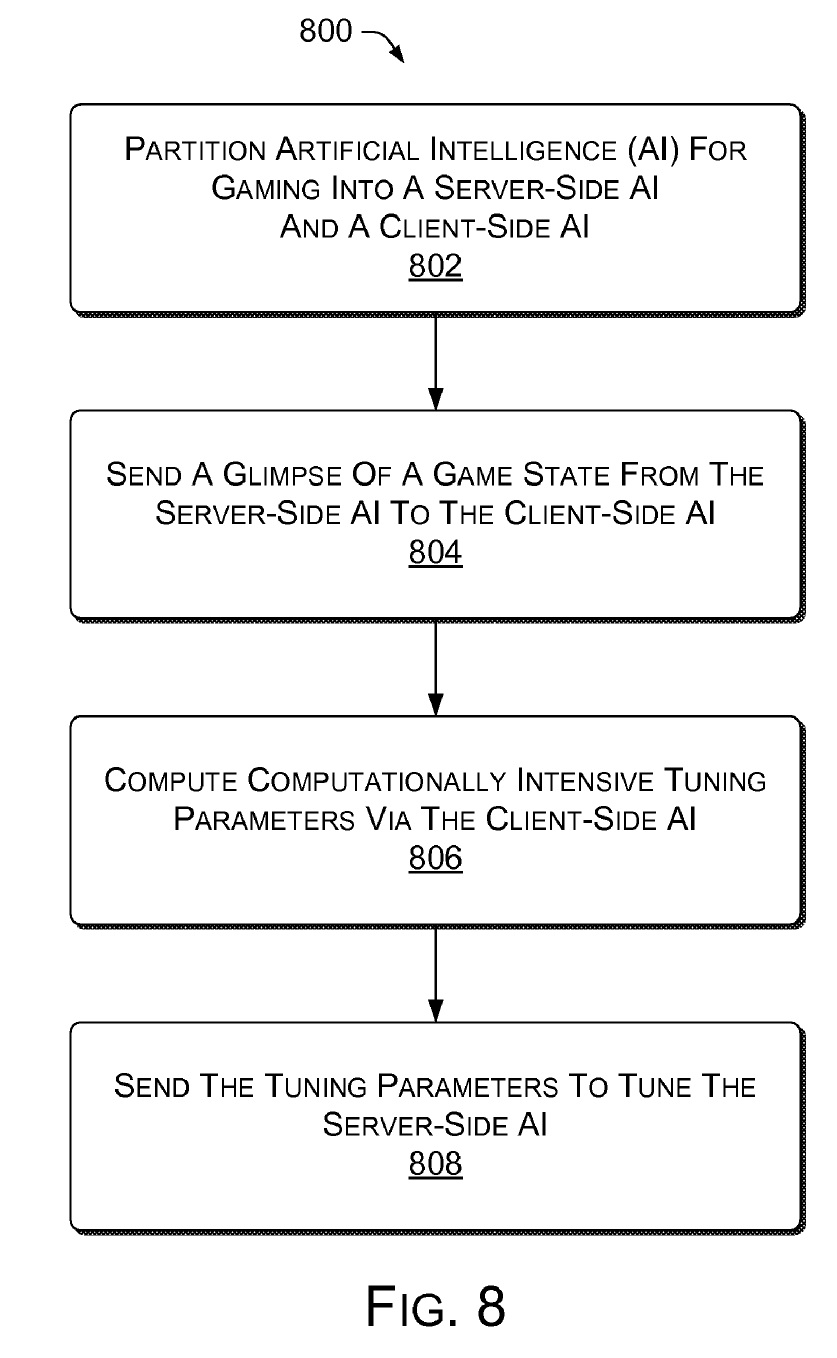 800
PARTITION ARTIFICIAL INTELLIGENCE (AI) FOR
GAMING INTO A SERVER-SIDE AI
AND A CLIENT-SIDE AI
802
SEND A GLIMPSE OF A GAME STATE FROM THE
SERVER-SIDE AI TO THE CLIENT-SIDE AI
804
COMPUTE COMPUTATIONALLY INTENSIVE TUNING
PARAMETERS VIA THE CLIENT-SIDE AI
806
SEND THE TUNING PARAMETERS TO TUNE THE
SERVER-SIDE AI
808
FIG. 8